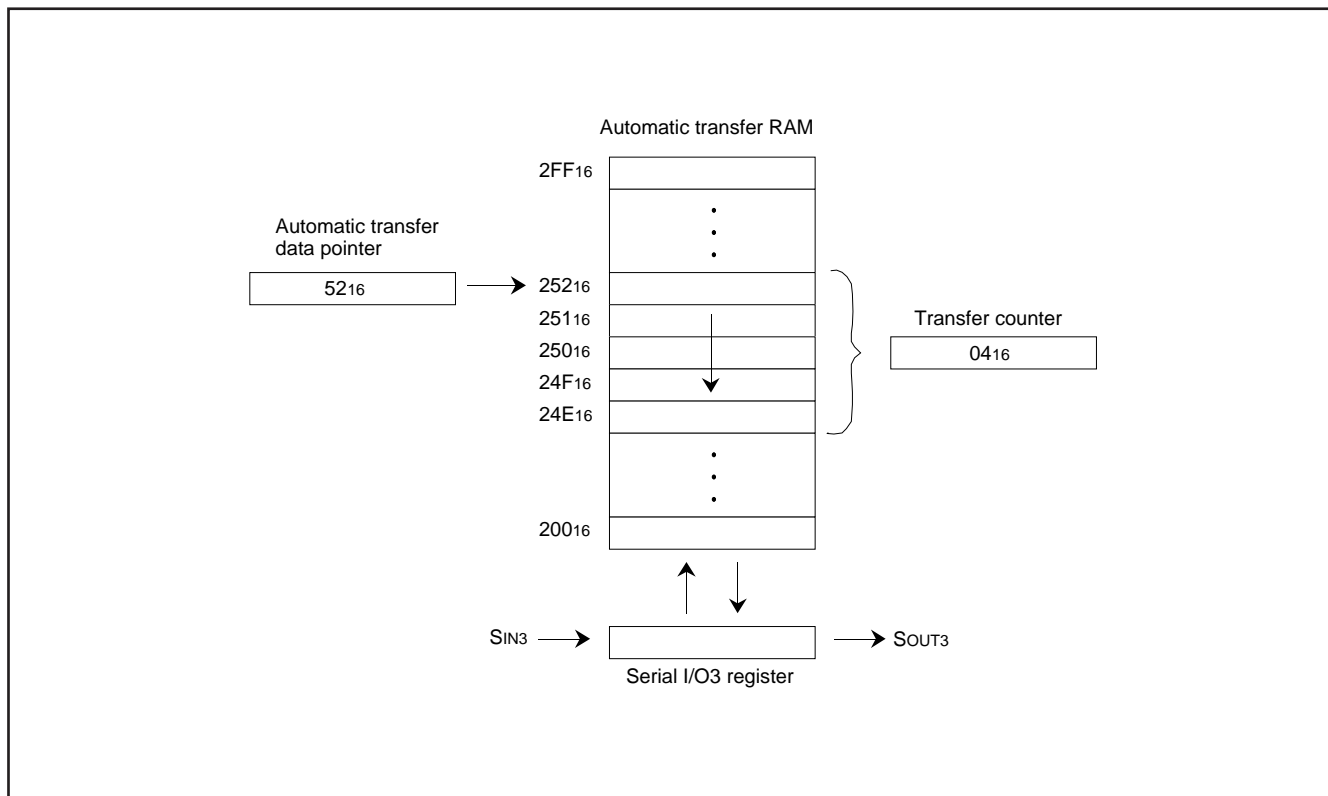 Automatic transfer RAM
2FF16
Automatic transfer
data pointer
5216
25216
25116
25016
24F16
24E16
Transfer counter
0416
20016
SIN3
SOUT3
Serial I/O3 register